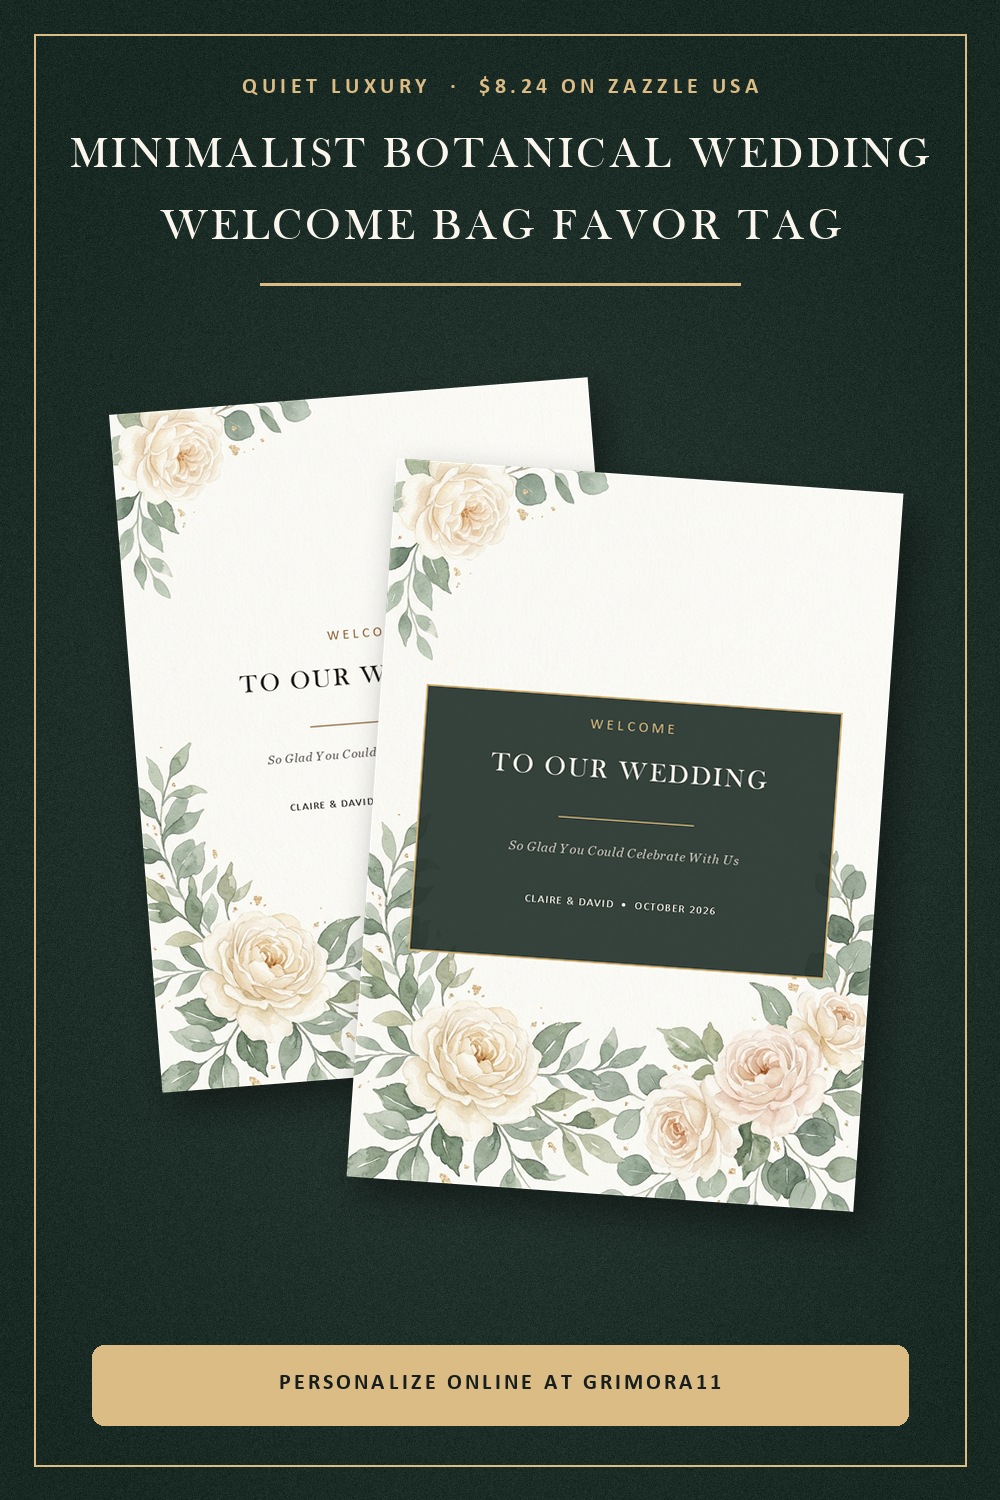 QUIET LUXURY · $8.24 ON ZAZZLE USA
MINIMALIST BOTANICAL WEDDING
WELCOME BAG FAVOR TAG
WELCO
TO OUR W
So Glad You Could
CLAIRE & DAVID
WELCOME
TO OUR WEDDING
So Glad You Could Celebrate With Us
CLAIRE & DAVID • OCTOBER 2026
PERSONALIZE ONLINE AT GRIMORA11